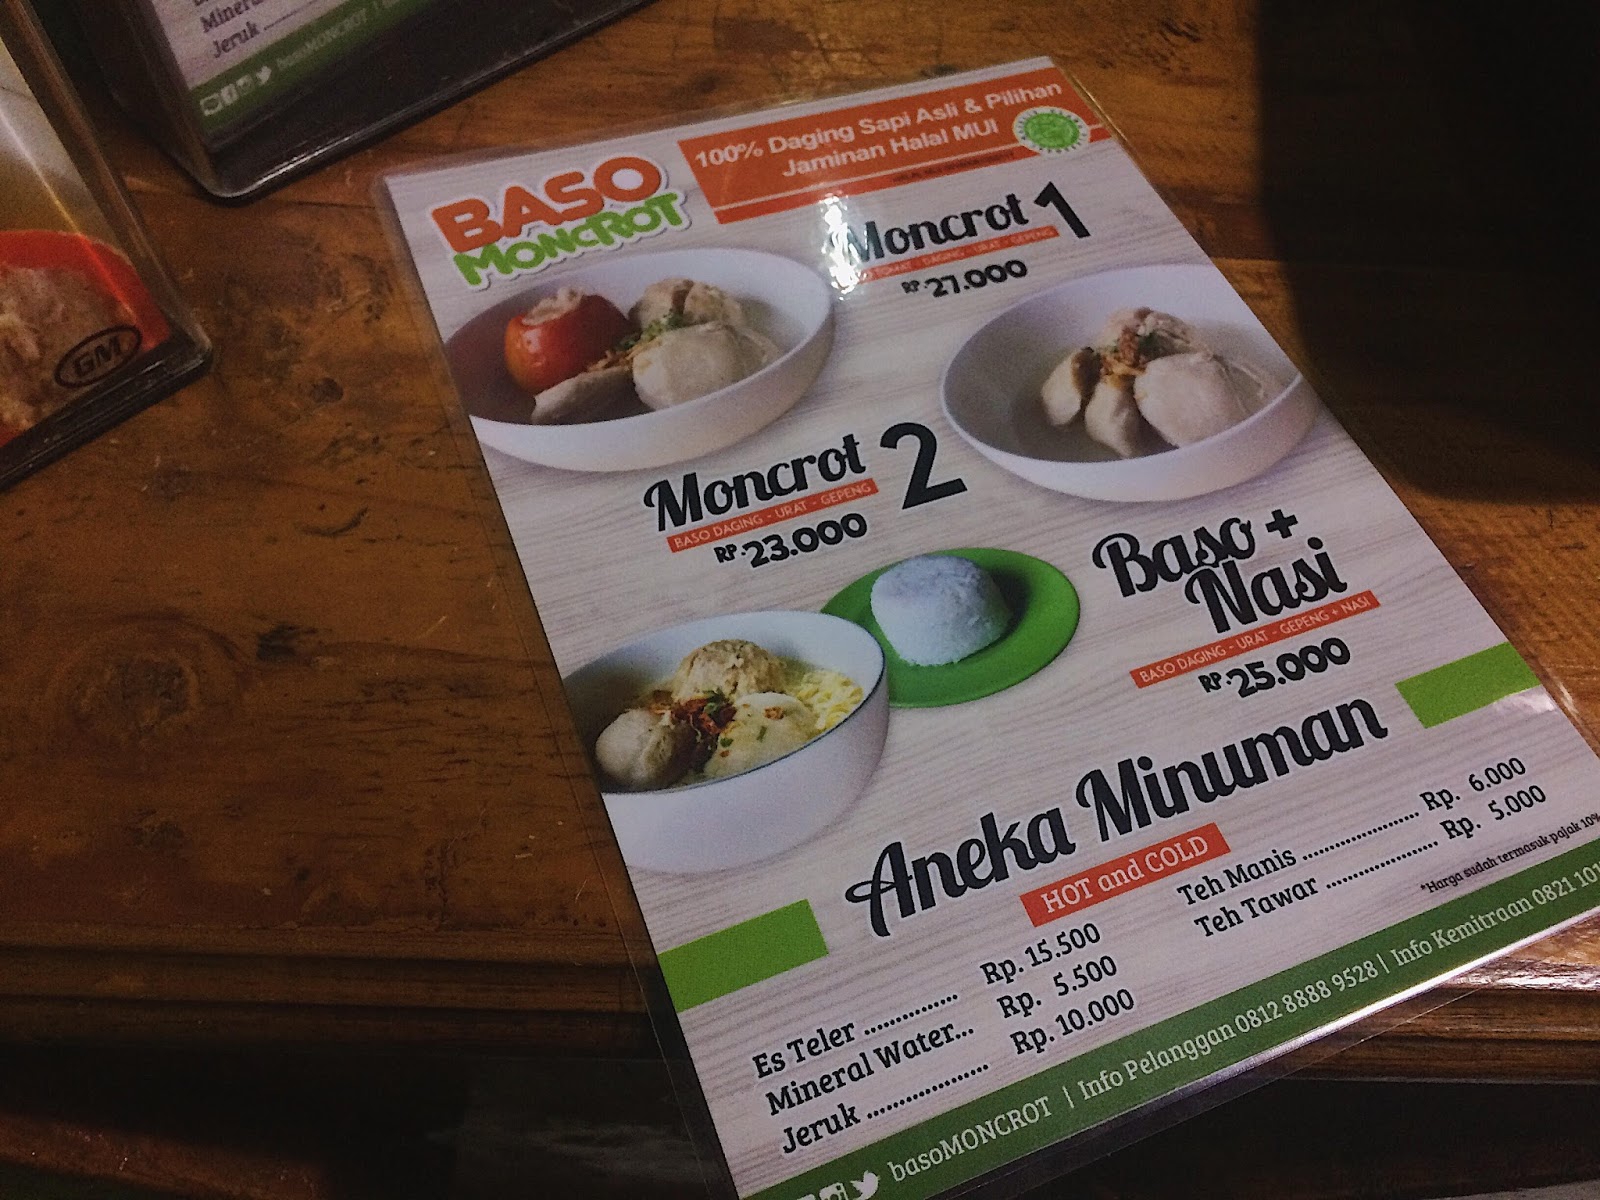 Jeruk
basoMONCROT
GM
BASO
MONCROT
100% Daging Sapi Asli & Pilihan
Jaminan Halal MUI
Moncrot 1
TOMAT - DAGING - URAT - GEPENG
RP. 27.000
Moncrot 2
BASO DAGING - URAT - GEPENG
RP. 23.000
Baso +
Nasi
BASO DAGING - URAT - GEPENG + NASI
RP. 25.000
Aneka Minuman
HOT and COLD
Es Teler ................ Rp. 15.500
Mineral Water... Rp. 5.500
Jeruk ..................... Rp. 10.000
Teh Manis .................... Rp. 6.000
Teh Tawar ................... Rp. 5.000
*Harga sudah termasuk pajak 10%
basoMONCROT | Info Pelanggan 0812 8888 9528 | Info Kemitraan 0821 101